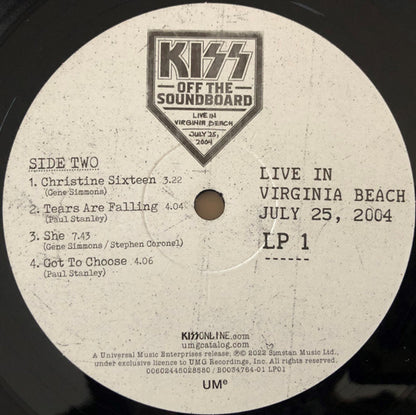 KISS
OFF THE
SOUNDBOARD
LIVE IN
VIRGINIA BEACH
JULY 25,
2004
SIDE TWO
1. Christine Sixteen 3.22
(Gene Simmons)
2. Tears Are Falling 4.04
(Paul Stanley)
3. She 7.43
(Gene Simmons / Stephen Coronel)
4. Got To Choose 4.06
(Paul Stanley)
LIVE IN
VIRGINIA BEACH
JULY 25, 2004
LP 1
------
KISSONLINE.com
umgcatalog.com
A Universal Music Enterprises release, ℗© 2022 Simstan Music Ltd.,
under exclusive licence to UMG Recordings, Inc. All rights reserved.
00602445028580 / B0034764-01 LP01
UMe